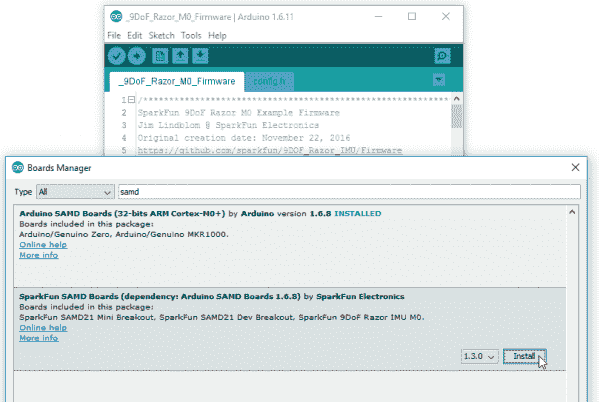 _9DoF_Razor_M0_Firmware | Arduino 1.6.11
File Edit Sketch Tools Help
_9DoF_Razor_M0_Firmware config.h
1 /************************************************************
2 SparkFun 9DoF Razor M0 Example Firmware
3 Jim Lindblom @ SparkFun Electronics
4 Original creation date: November 22, 2016
5 https://github.com/sparkfun/9DOF_Razor_IMU/Firmware
Boards Manager
Type All samd
Arduino SAMD Boards (32-bits ARM Cortex-M0+) by Arduino version 1.6.8 INSTALLED
Boards included in this package:
Arduino/Genuino Zero, Arduino/Genuino MKR1000.
Online help
More info
SparkFun SAMD Boards (dependency: Arduino SAMD Boards 1.6.8) by SparkFun Electronics
Boards included in this package:
SparkFun SAMD21 Mini Breakout, SparkFun SAMD21 Dev Breakout, SparkFun 9DoF Razor IMU M0.
Online help
More info
1.3.0 Install